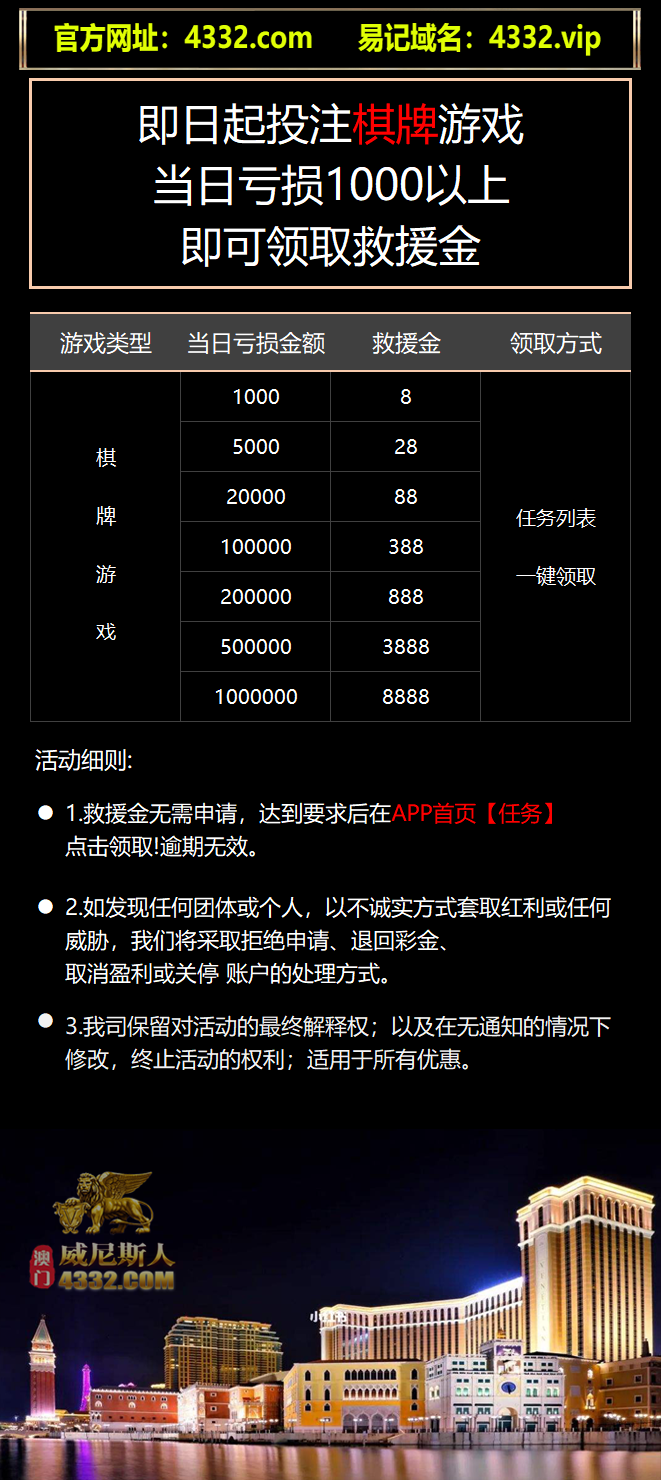 官方网址：4332.com 易记域名：4332.vip
即日起投注棋牌游戏
当日亏损1000以上
即可领取救援金
游戏类型 当日亏损金额 救援金 领取方式
1000 8
5000 28
20000 88
100000 388
200000 888
500000 3888
1000000 8888
棋
牌
游
戏
任务列表
一键领取
活动细则:
1.救援金无需申请，达到要求后在APP首页【任务】
点击领取!逾期无效。
2.如发现任何团体或个人，以不诚实方式套取红利或任何
威胁，我们将采取拒绝申请、退回彩金、
取消盈利或关停 账户的处理方式。
3.我司保留对活动的最终解释权；以及在无通知的情况下
修改，终止活动的权利；适用于所有优惠。
澳门 威尼斯人
4332.COM